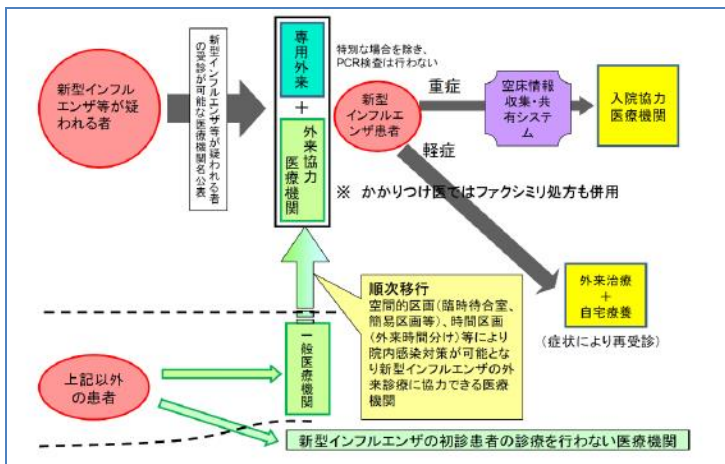 新型インフル
エンザ等が疑
われる者
新型インフルエンザ等が疑われる者
の受診が可能な医療機関名公表
専用外来
+
外来協力
医療機関
特別な場合を除き、
PCR検査は行わない
新型
インフルエ
ンザ患者
重症
空床情報
収集・共
有システ
ム
入院協力
医療機関
軽症
※ かかりつけ医ではファクシミリ処方も併用
外来治療
+
自宅療養
(症状により再受診)
順次移行
空間的区画(臨時待合室、
簡易区画等)、時間区画
(外来時間分け)等により
院内感染対策が可能とな
り新型インフルエンザの外
来診療に協力できる医療
機関
一般医療機関
上記以外
の患者
新型インフルエンザの初診患者の診療を行わない医療機関